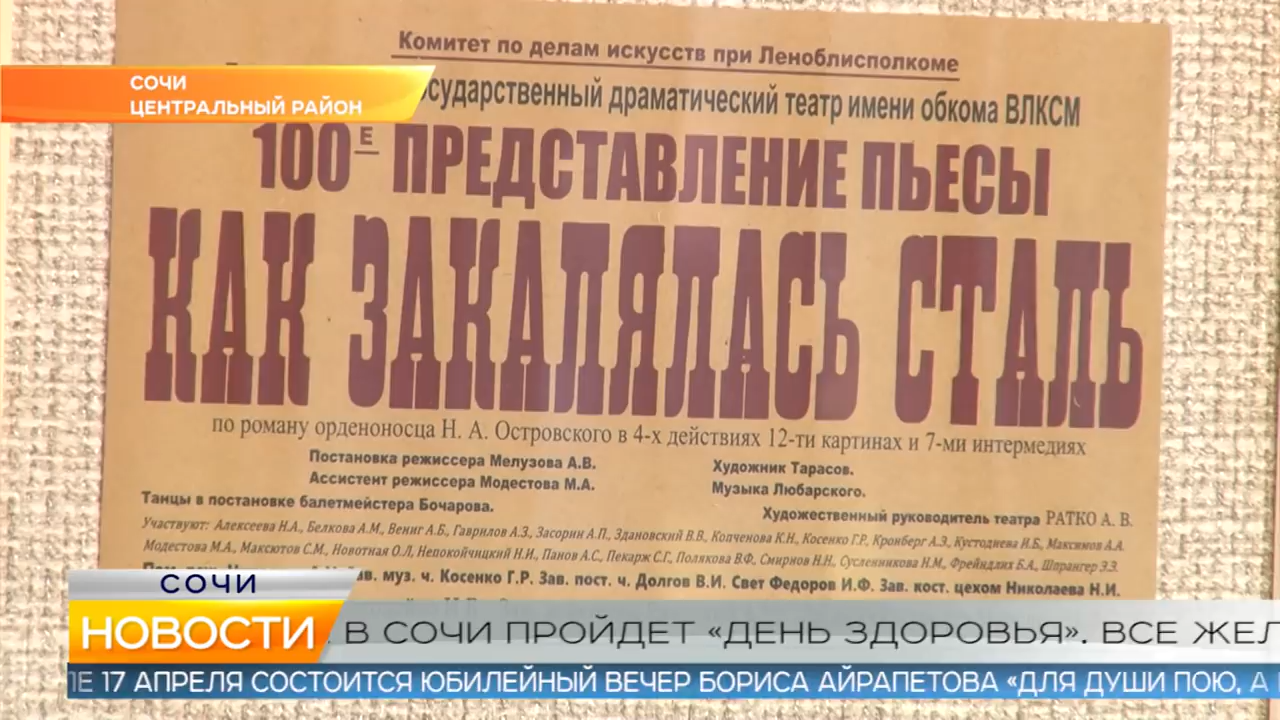 Комитет по делам искусств при Леноблисполкоме
СОЧИ
ЦЕНТРАЛЬНЫЙ РАЙОН
осударственный драматический театр имени обкома ВЛКСМ
100Е ПРЕДСТАВЛЕНИЕ ПЬЕСЫ
КАК ЗАКАЛЯЛАСЬ СТАЛЬ
по роману орденоносца Н. А. Островского в 4-х действиях 12-ти картинах и 7-ми интермедиях
Постановка режиссера Мелузова А.В.
Ассистент режиссера Модестова М.А.
Художник Тарасов.
Музыка Любарского.
Танцы в постановке балетмейстера Бочарова.
Художественный руководитель театра РАТКО А. В.
Участвуют: Алексеева Н.А., Белкова А.М., Вениг А.Б., Гаврилов А.З., Засорин А.П., Здановский В.В., Копченова К.Н., Косенко Г.Р., Кронберг А.З., Кустодиева И.Б., Максимов А.А.
Модестова М.А., Максютов С.М., Новотная О.Л, Непокойчицкий Н.И., Панов А.С., Пекарж С.Г., Полякова В.Ф., Смирнов Н.Н., Сусленникова Н.М., Фрейндлих Б.А., Шпрангер Э.Э.
муз. ч. Косенко Г.Р. Зав. пост. ч. Долгов В.И. Свет Федоров И.Ф. Зав. кост. цехом Николаева Н.И.
СОЧИ
НОВОСТИ
В СОЧИ ПРОЙДЕТ «ДЕНЬ ЗДОРОВЬЯ». ВСЕ ЖЕЛ
ЛЕ 17 АПРЕЛЯ СОСТОИТСЯ ЮБИЛЕЙНЫЙ ВЕЧЕР БОРИСА АЙРАПЕТОВА «ДЛЯ ДУШИ ПОЮ, А